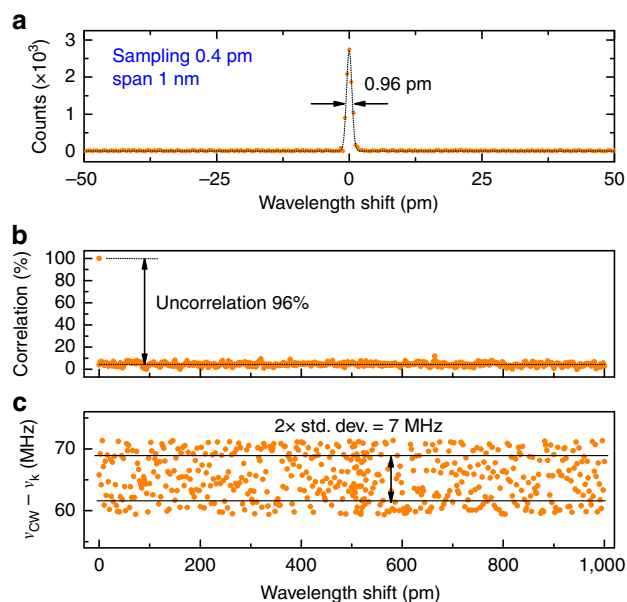 a
3
2
1
0
Counts (×10³)
Sampling 0.4 pm
span 1 nm
0.96 pm
−50
−25
0
25
50
Wavelength shift (pm)
b
100
80
60
40
20
0
Correlation (%)
Uncorrelation 96%
c
2× std. dev. = 7 MHz
70
60
νCW − νk (MHz)
0
200
400
600
800
1,000
Wavelength shift (pm)